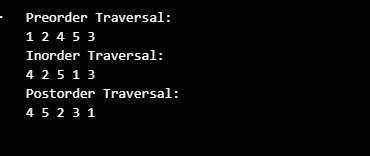 Preorder Traversal:
1 2 4 5 3
Inorder Traversal:
4 2 5 1 3
Postorder Traversal:
4 5 2 3 1